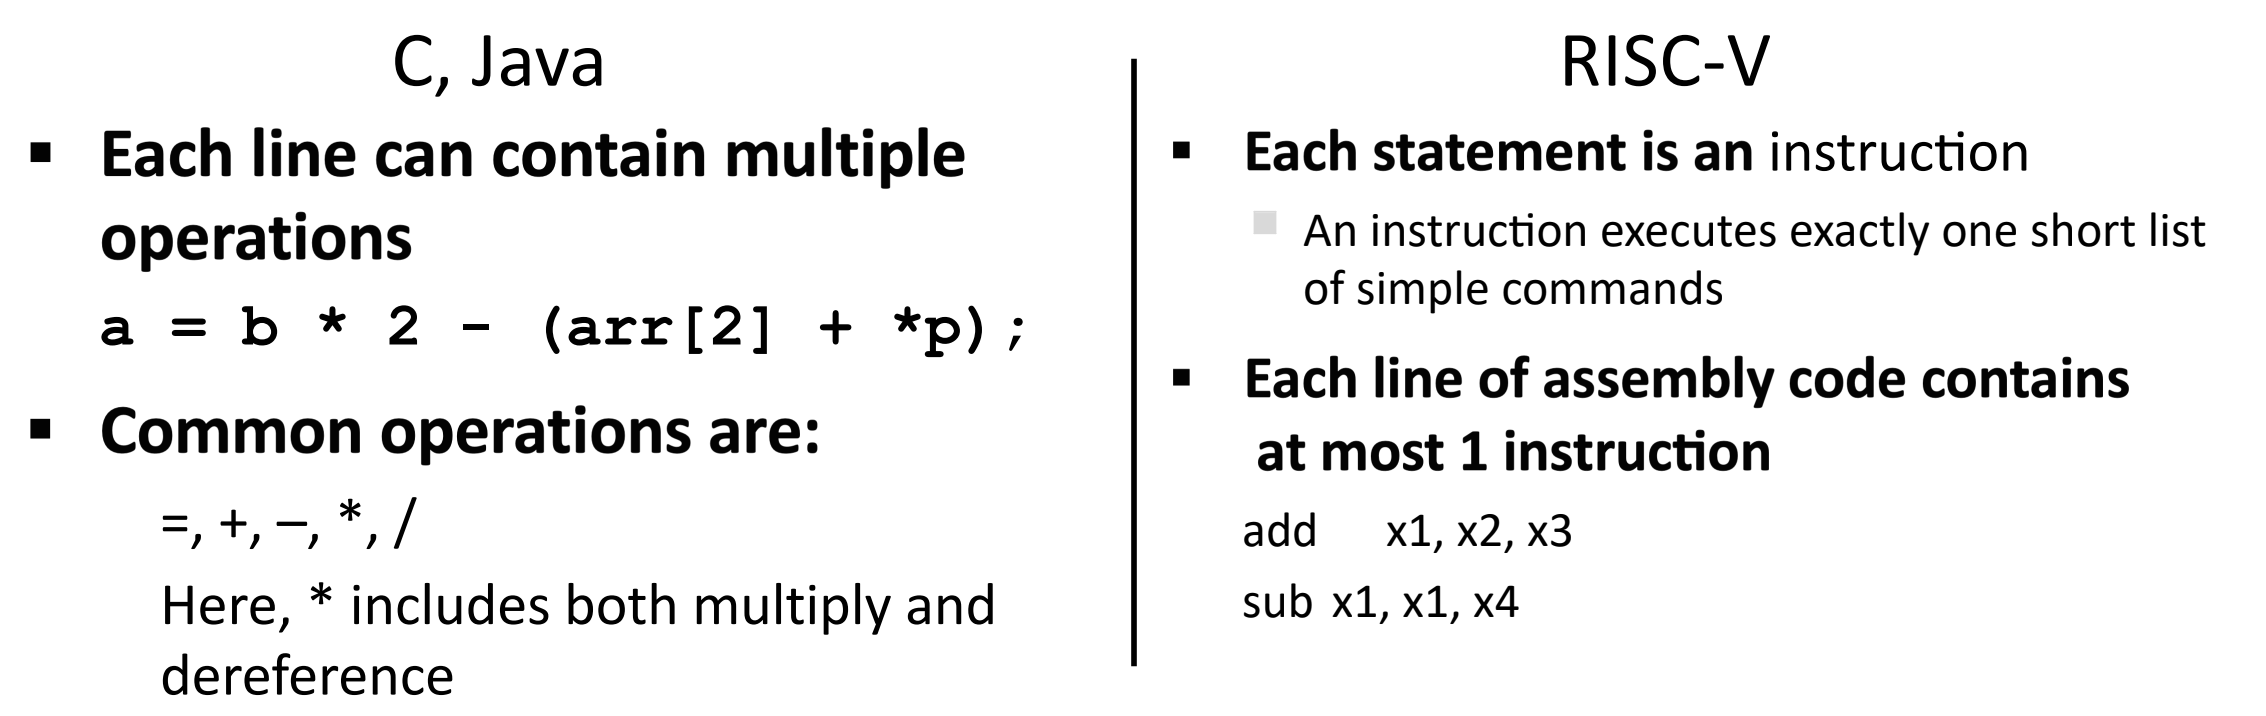 C, Java
▪ Each line can contain multiple
operations
a = b * 2 - (arr[2] + *p);
▪ Common operations are:
=, +, –, *, /
Here, * includes both multiply and
dereference
RISC-V
▪ Each statement is an instruction
▪ An instruction executes exactly one short list
of simple commands
▪ Each line of assembly code contains
at most 1 instruction
add x1, x2, x3
sub x1, x1, x4